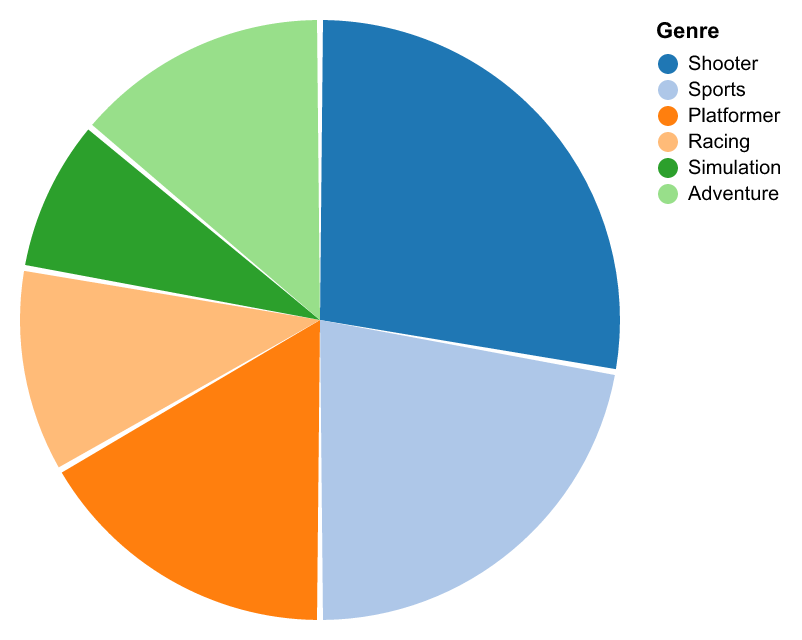 Genre
Shooter
Sports
Platformer
Racing
Simulation
Adventure